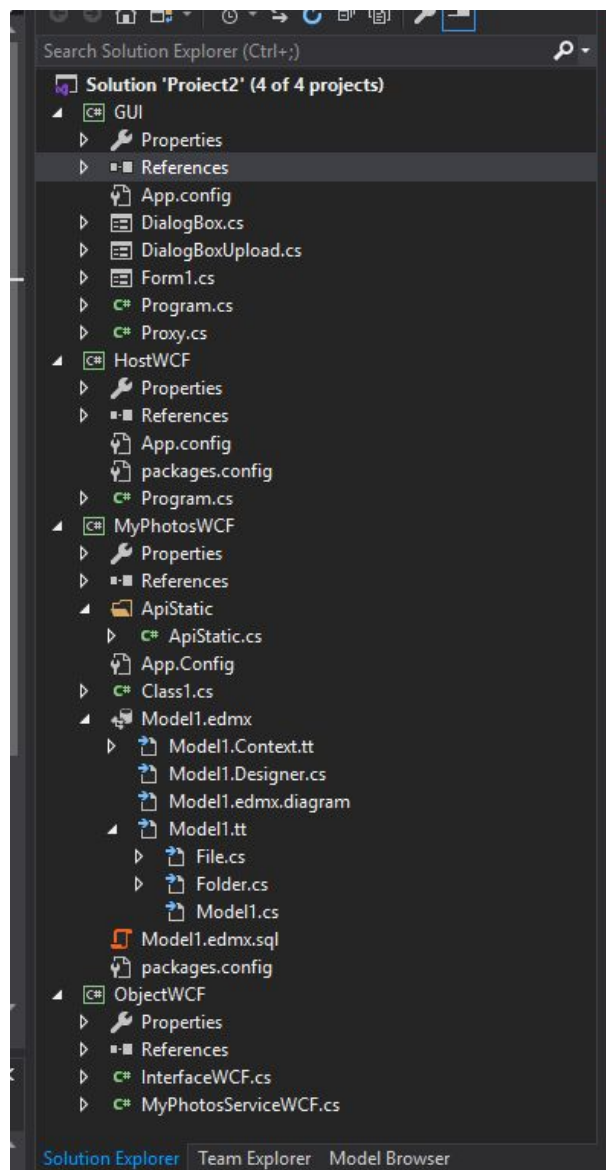 Search Solution Explorer (Ctrl+;)
Solution 'Proiect2' (4 of 4 projects)
C# GUI
Properties
References
App.config
DialogBox.cs
DialogBoxUpload.cs
Form1.cs
C# Program.cs
C# Proxy.cs
C# HostWCF
Properties
References
App.config
packages.config
C# Program.cs
C# MyPhotosWCF
Properties
References
ApiStatic
C# ApiStatic.cs
App.Config
C# Class1.cs
Model1.edmx
Model1.Context.tt
Model1.Designer.cs
Model1.edmx.diagram
Model1.tt
File.cs
Folder.cs
Model1.cs
Model1.edmx.sql
packages.config
C# ObjectWCF
Properties
References
C# InterfaceWCF.cs
C# MyPhotosServiceWCF.cs
Solution Explorer Team Explorer Model Browser